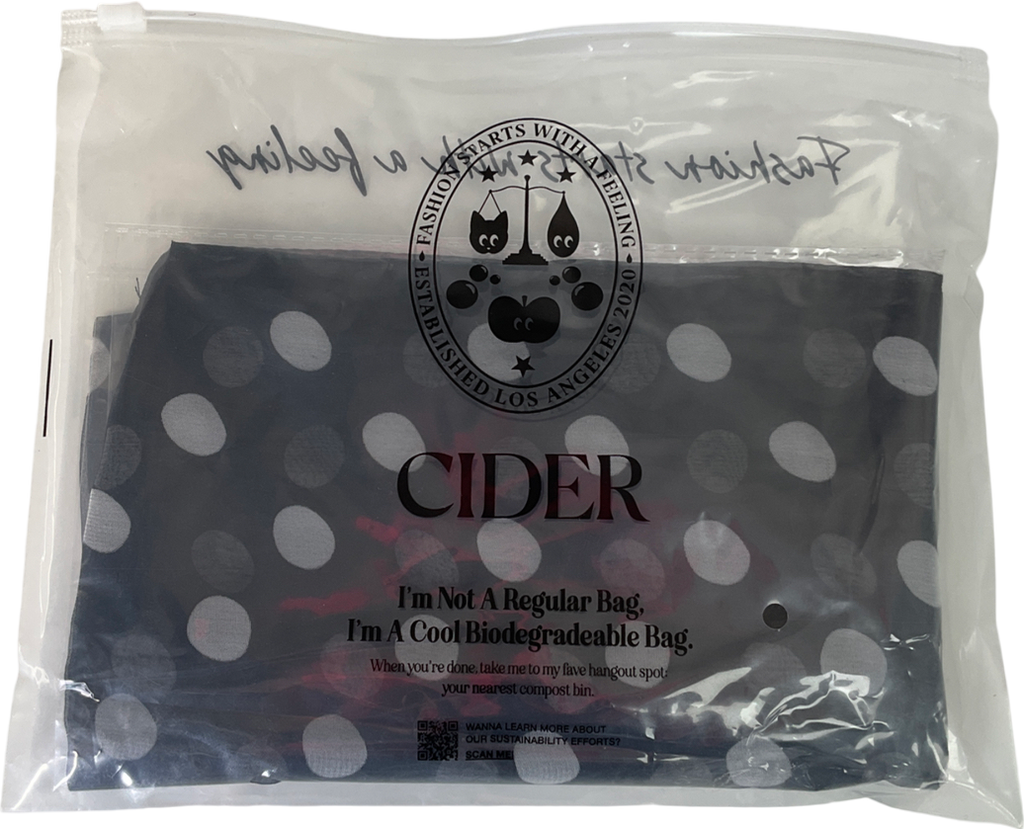 Fashion starts with a feeling
FASHION STARTS WITH A FEELING
ESTABLISHED LOS ANGELES 2020
CIDER
I'm Not A Regular Bag,
I'm A Cool Biodegradeable Bag.
When you're done, take me to my fave hangout spot:
your nearest compost bin.
WANNA LEARN MORE ABOUT
OUR SUSTAINABILITY EFFORTS?
SCAN ME!